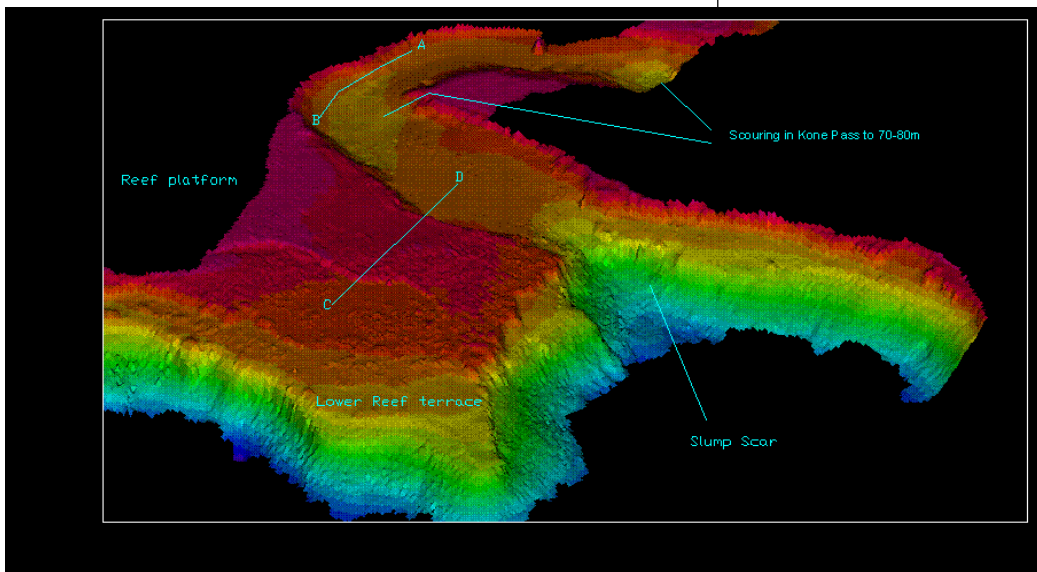 A
B
Scouring in Kone Pass to 70-80m
Reef platform
D
C
Lower Reef terrace
Slump Scar